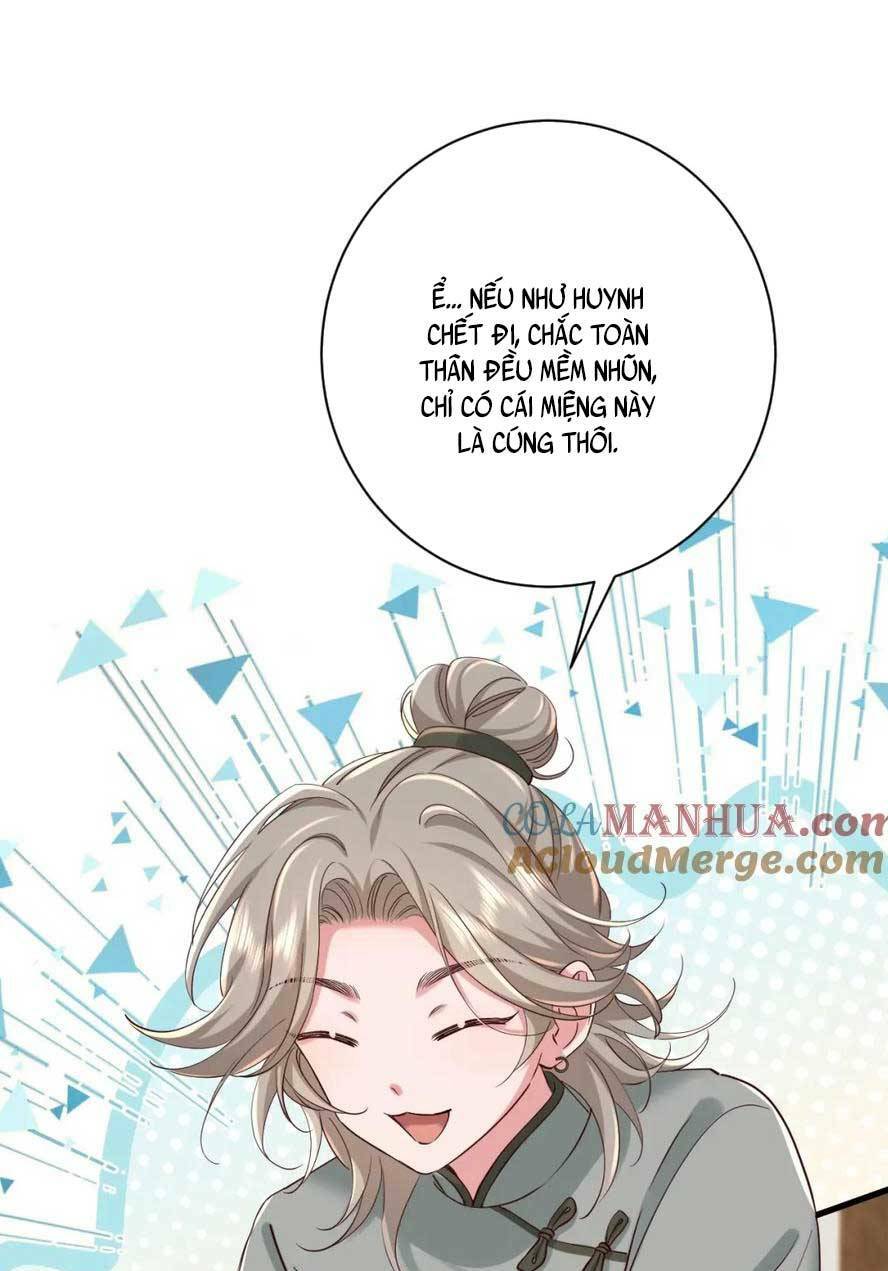 Ể... NẾU NHƯ HUYNH
CHẾT ĐI, CHẮC TOÀN
THÂN ĐỀU MỀM NHŨN,
CHỈ CÓ CÁI MIỆNG NÀY
LÀ CÚNG THÔI.
COLAMANHUA.com
AcloudMerge.com